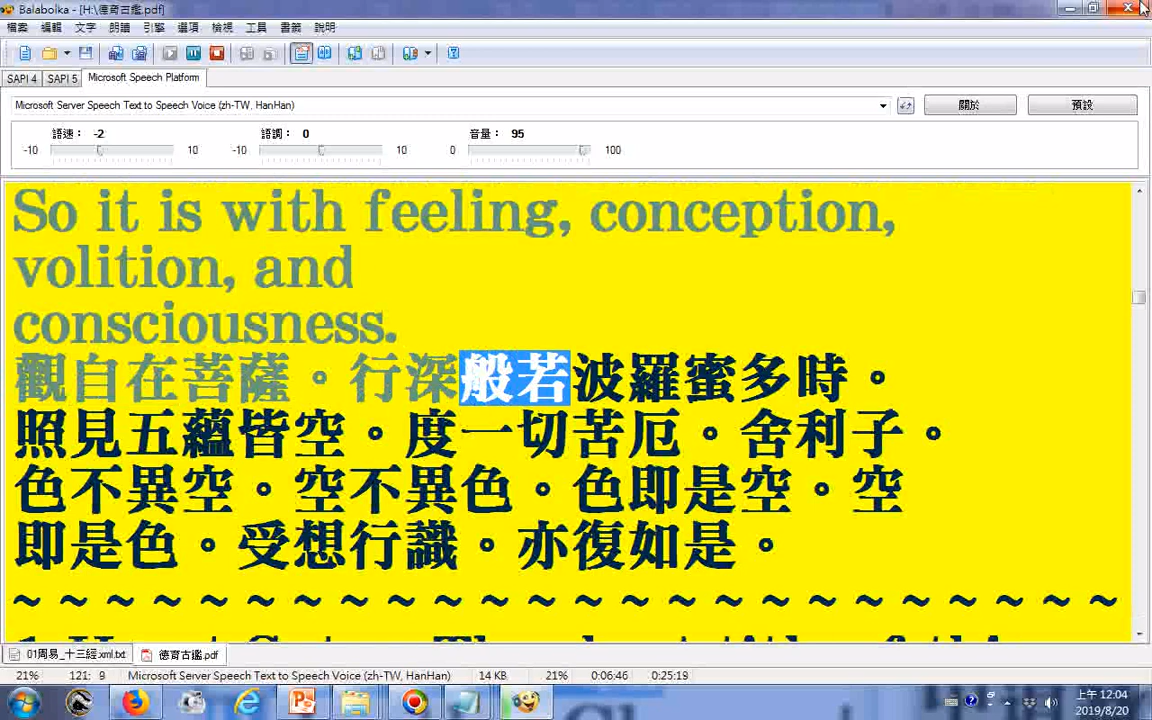 Balabolka - [H:\德育古鑑.pdf]
檔案 編輯 文字 朗讀 引擎 選項 檢視 工具 書籤 說明
SAPI 4 SAPI 5 Microsoft Speech Platform
Microsoft Server Speech Text to Speech Voice (zh-TW, HanHan) 關於 預設
語速： -2 語調： 0 音量： 95
-10 10 -10 10 0 100
So it is with feeling, conception,
volition, and
consciousness.
觀自在菩薩。行深般若波羅蜜多時。
照見五蘊皆空。度一切苦厄。舍利子。
色不異空。空不異色。色即是空。空
即是色。受想行識。亦復如是。
~ ~ ~ ~ ~ ~ ~ ~ ~ ~ ~ ~ ~ ~ ~ ~ ~ ~ ~ ~ ~ ~ ~ ~
01周易_十三經.xml.txt 德育古鑑.pdf
21% 121: 9 Microsoft Server Speech Text to Speech Voice (zh-TW, HanHan) 14 KB 21% 0:06:46 0:25:19
上午 12:04
2019/8/20